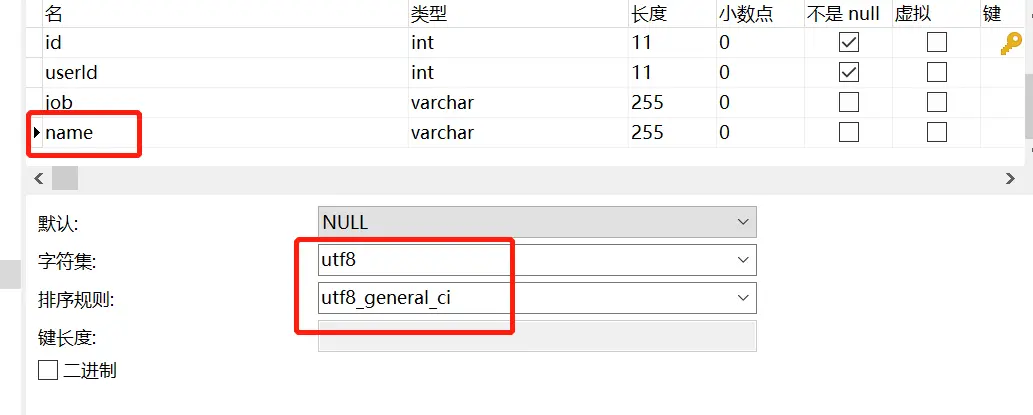 名 类型 长度 小数点 不是 null 虚拟 键
id int 11 0
userId int 11 0
job varchar 255 0
name varchar 255 0
默认: NULL
字符集: utf8
排序规则: utf8_general_ci
键长度:
二进制